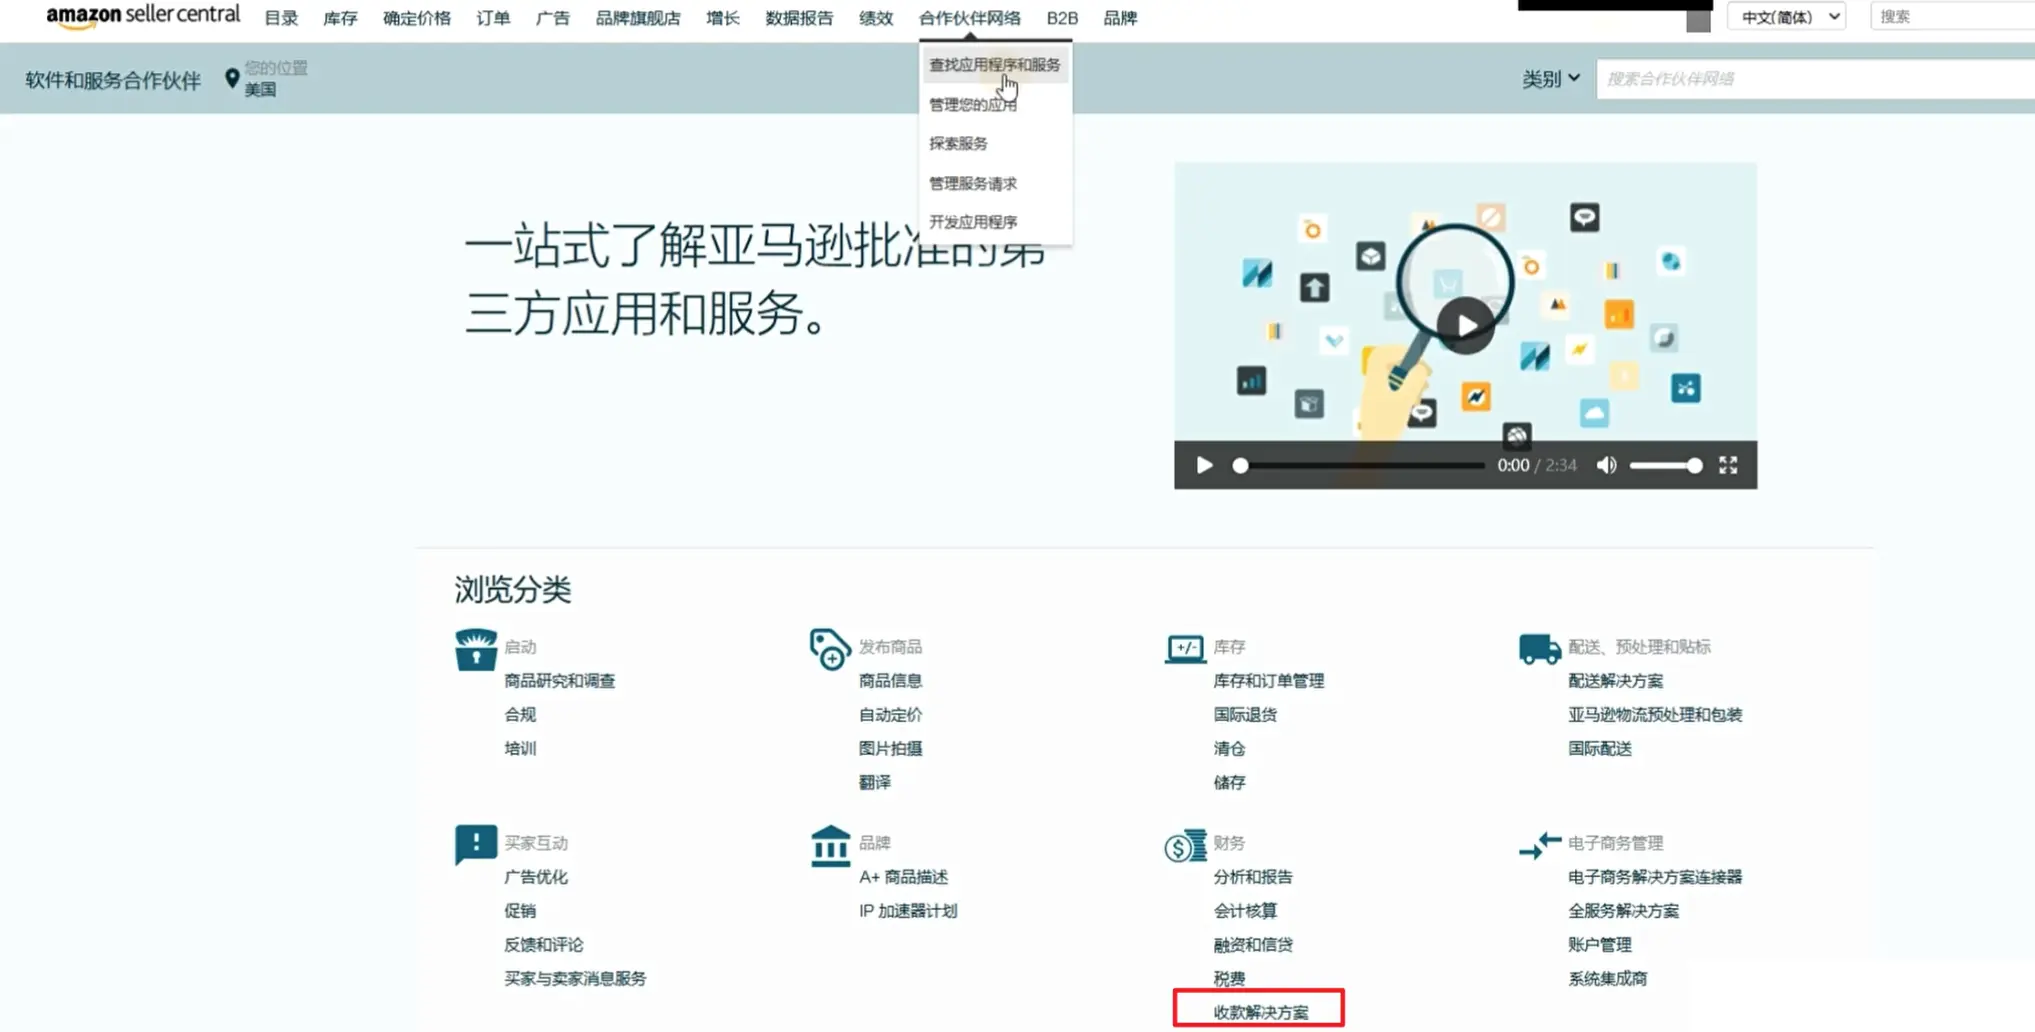 amazon seller central 目录 库存 确定价格 订单 广告 品牌旗舰店 增长 数据报告 绩效 合作伙伴网络 B2B 品牌 中文(简体) 搜索
软件和服务合作伙伴 您的位置 美国 类别 搜索合作伙伴网络
查找应用程序和服务
管理您的应用
探索服务
管理服务请求
开发应用程序
一站式了解亚马逊批准的第
三方应用和服务。
0:00 / 2:34
浏览分类
启动
商品研究和调查
合规
培训
发布商品
商品信息
自动定价
图片拍摄
翻译
+/- 库存
库存和订单管理
国际退货
清仓
储存
配送、预处理和贴标
配送解决方案
亚马逊物流预处理和包装
国际配送
买家互动
广告优化
促销
反馈和评论
买家与卖家消息服务
品牌
A+ 商品描述
IP 加速器计划
$ 财务
分析和报告
会计核算
融资和信贷
税费
收款解决方案
电子商务管理
电子商务解决方案连接器
全服务解决方案
账户管理
系统集成商